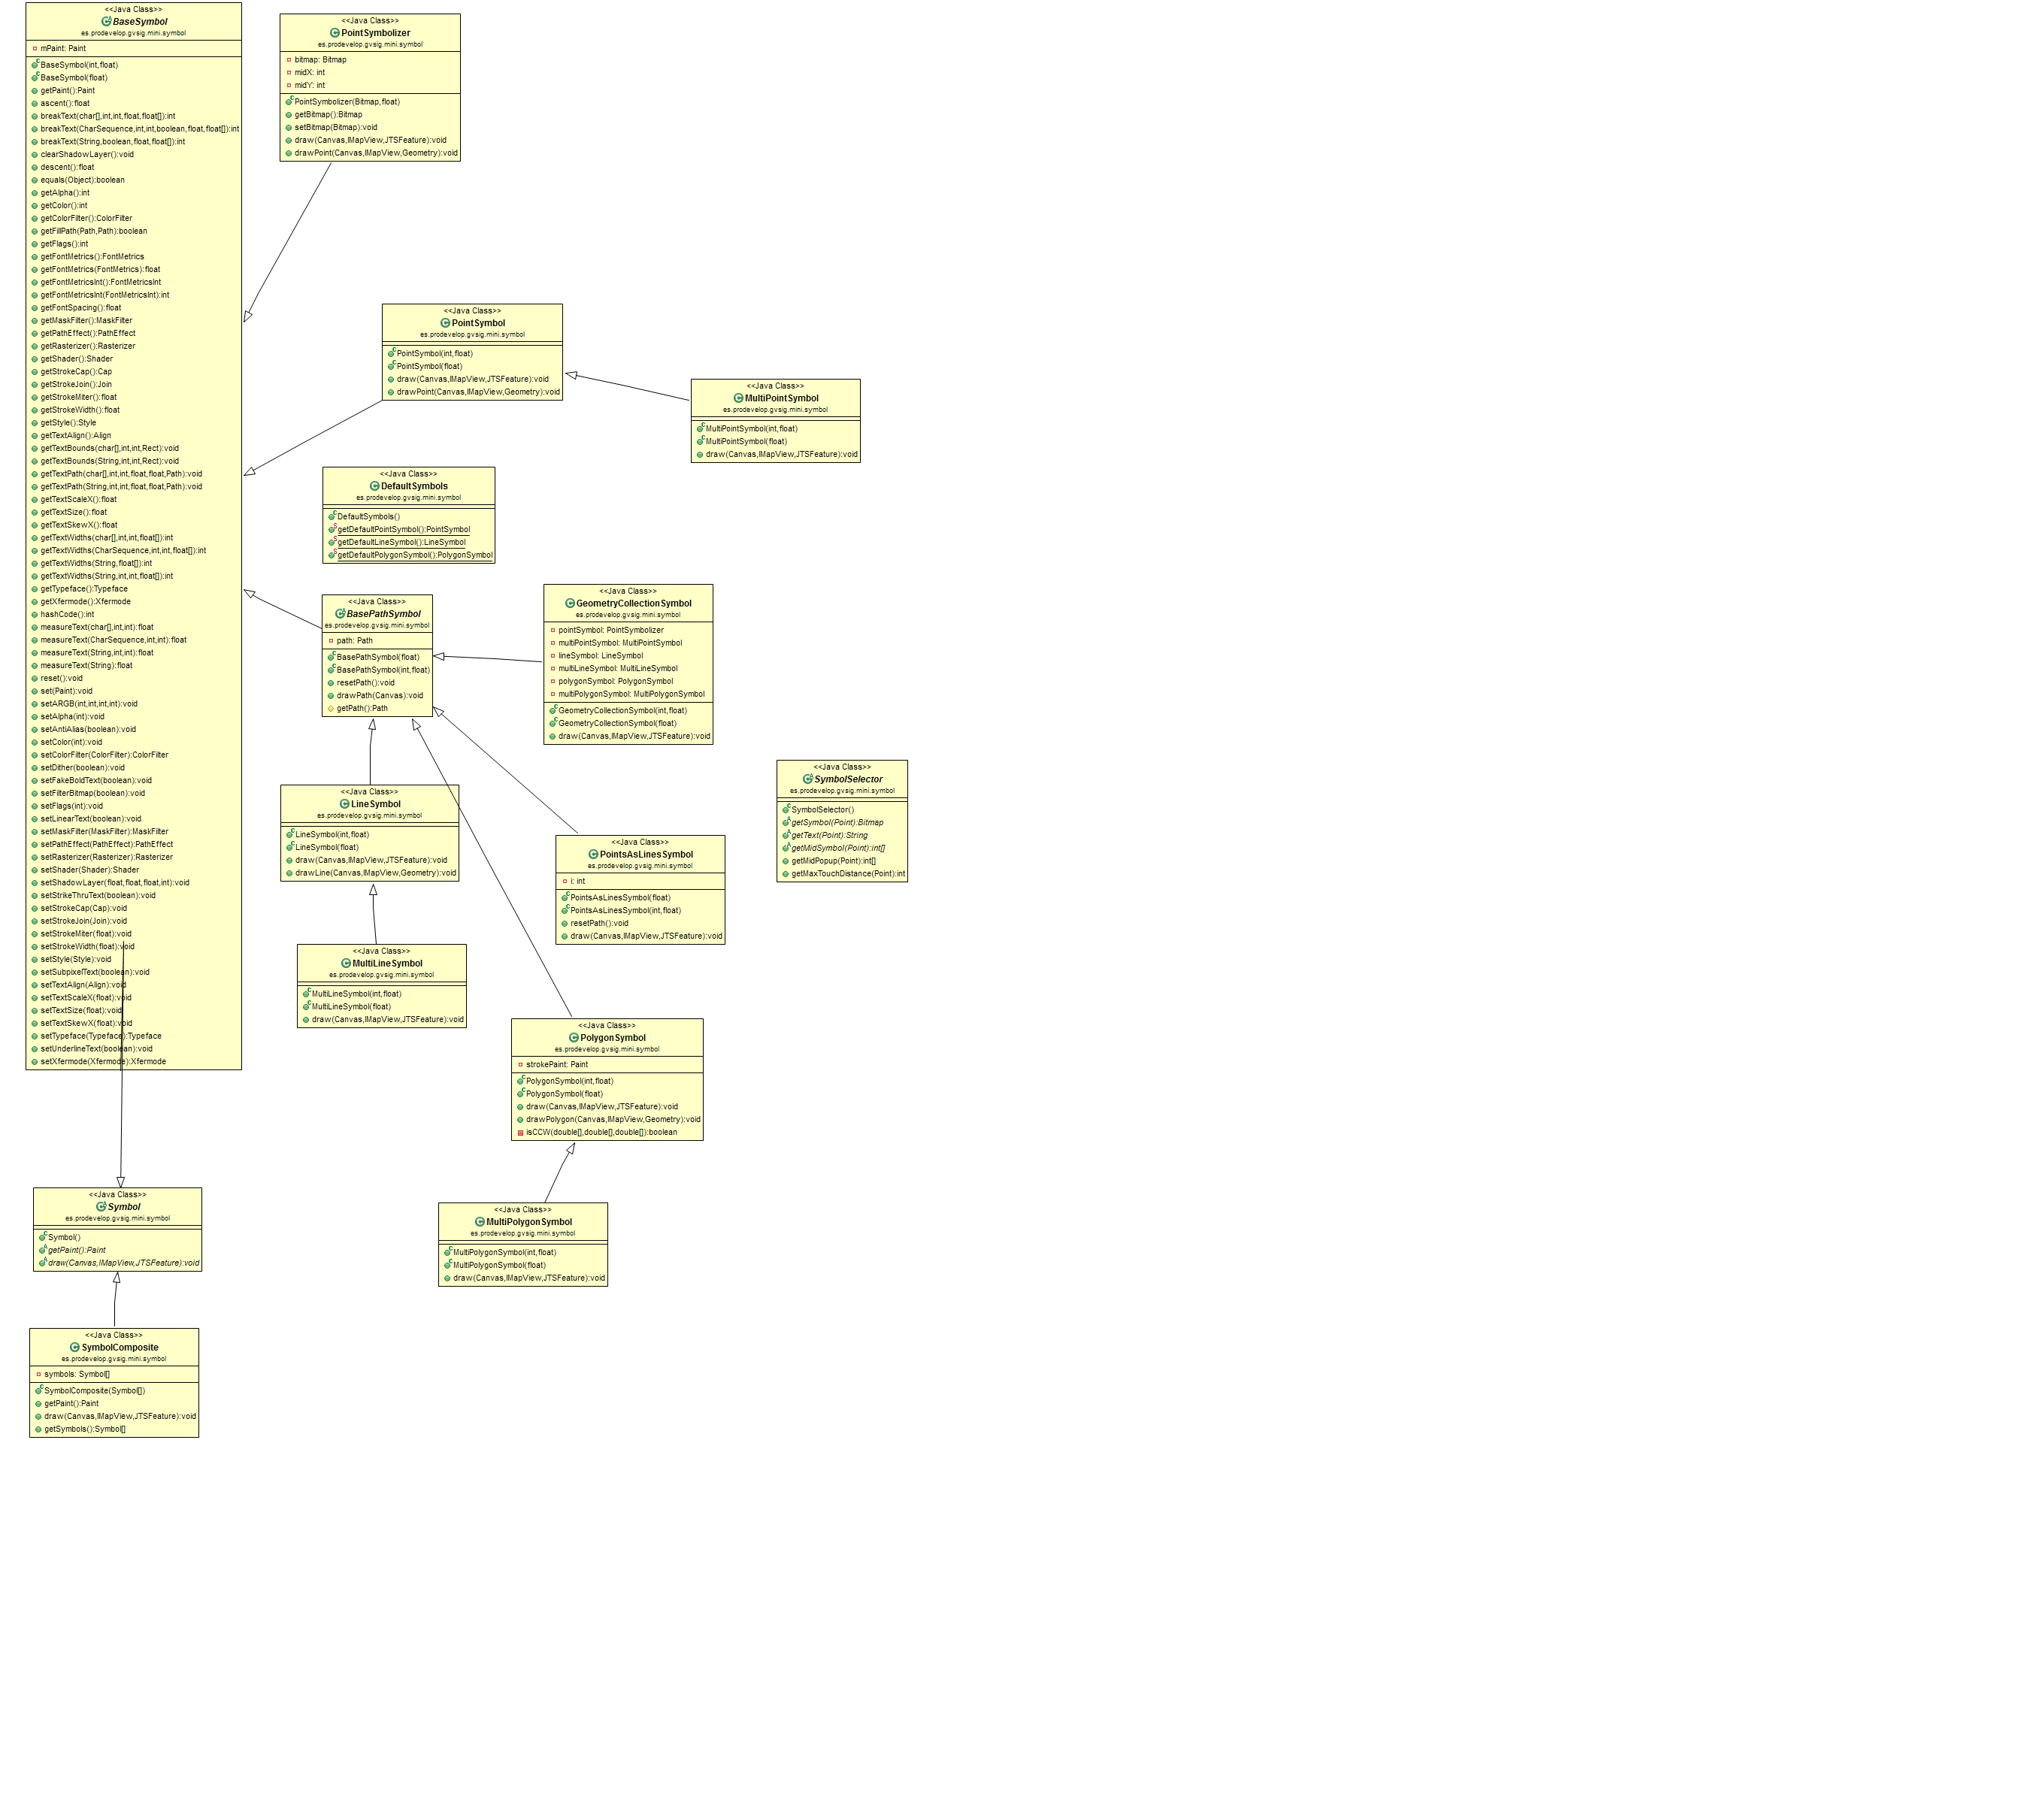 <<Java Class>>
BaseSymbol
es.prodevelop.gvsig.mini.symbol
mPaint: Paint
BaseSymbol(int,float)
BaseSymbol(float)
getPaint():Paint
ascent():float
breakText(char[],int,int,float,float[]):int
breakText(CharSequence,int,int,boolean,float,float[]):int
breakText(String,boolean,float,float[]):int
clearShadowLayer():void
descent():float
equals(Object):boolean
getAlpha():int
getColor():int
getColorFilter():ColorFilter
getFillPath(Path,Path):boolean
getFlags():int
getFontMetrics():FontMetrics
getFontMetrics(FontMetrics):float
getFontMetricsInt():FontMetricsInt
getFontMetricsInt(FontMetricsInt):int
getFontSpacing():float
getMaskFilter():MaskFilter
getPathEffect():PathEffect
getRasterizer():Rasterizer
getShader():Shader
getStrokeCap():Cap
getStrokeJoin():Join
getStrokeMiter():float
getStrokeWidth():float
getStyle():Style
getTextAlign():Align
getTextBounds(char[],int,int,Rect):void
getTextBounds(String,int,int,Rect):void
getTextPath(char[],int,int,float,float,Path):void
getTextPath(String,int,int,float,float,Path):void
getTextScaleX():float
getTextSize():float
getTextSkewX():float
getTextWidths(char[],int,int,float[]):int
getTextWidths(CharSequence,int,int,float[]):int
getTextWidths(String,float[]):int
getTextWidths(String,int,int,float[]):int
getTypeface():Typeface
getXfermode():Xfermode
hashCode():int
measureText(char[],int,int):float
measureText(CharSequence,int,int):float
measureText(String,int,int):float
measureText(String):float
reset():void
set(Paint):void
setARGB(int,int,int,int):void
setAlpha(int):void
setAntiAlias(boolean):void
setColor(int):void
setColorFilter(ColorFilter):ColorFilter
setDither(boolean):void
setFakeBoldText(boolean):void
setFilterBitmap(boolean):void
setFlags(int):void
setLinearText(boolean):void
setMaskFilter(MaskFilter):MaskFilter
setPathEffect(PathEffect):PathEffect
setRasterizer(Rasterizer):Rasterizer
setShader(Shader):Shader
setShadowLayer(float,float,float,int):void
setStrikeThruText(boolean):void
setStrokeCap(Cap):void
setStrokeJoin(Join):void
setStrokeMiter(float):void
setStrokeWidth(float):void
setStyle(Style):void
setSubpixelText(boolean):void
setTextAlign(Align):void
setTextScaleX(float):void
setTextSize(float):void
setTextSkewX(float):void
setTypeface(Typeface):Typeface
setUnderlineText(boolean):void
setXfermode(Xfermode):Xfermode
<<Java Class>>
PointSymbolizer
es.prodevelop.gvsig.mini.symbol
bitmap: Bitmap
midX: int
midY: int
PointSymbolizer(Bitmap,float)
getBitmap():Bitmap
setBitmap(Bitmap):void
draw(Canvas,IMapView,JTSFeature):void
drawPoint(Canvas,IMapView,Geometry):void
<<Java Class>>
PointSymbol
es.prodevelop.gvsig.mini.symbol
PointSymbol(int,float)
PointSymbol(float)
draw(Canvas,IMapView,JTSFeature):void
drawPoint(Canvas,IMapView,Geometry):void
<<Java Class>>
MultiPointSymbol
es.prodevelop.gvsig.mini.symbol
MultiPointSymbol(int,float)
MultiPointSymbol(float)
draw(Canvas,IMapView,JTSFeature):void
<<Java Class>>
DefaultSymbols
es.prodevelop.gvsig.mini.symbol
DefaultSymbols()
getDefaultPointSymbol():PointSymbol
getDefaultLineSymbol():LineSymbol
getDefaultPolygonSymbol():PolygonSymbol
<<Java Class>>
BasePathSymbol
es.prodevelop.gvsig.mini.symbol
path: Path
BasePathSymbol(float)
BasePathSymbol(int,float)
resetPath():void
drawPath(Canvas):void
getPath():Path
<<Java Class>>
GeometryCollectionSymbol
es.prodevelop.gvsig.mini.symbol
pointSymbol: PointSymbolizer
multiPointSymbol: MultiPointSymbol
lineSymbol: LineSymbol
multiLineSymbol: MultiLineSymbol
polygonSymbol: PolygonSymbol
multiPolygonSymbol: MultiPolygonSymbol
GeometryCollectionSymbol(int,float)
GeometryCollectionSymbol(float)
draw(Canvas,IMapView,JTSFeature):void
<<Java Class>>
SymbolSelector
es.prodevelop.gvsig.mini.symbol
SymbolSelector()
getSymbol(Point):Bitmap
getText(Point):String
getMidSymbol(Point):int[]
getMidPopup(Point):int[]
getMaxTouchDistance(Point):int
<<Java Class>>
LineSymbol
es.prodevelop.gvsig.mini.symbol
LineSymbol(int,float)
LineSymbol(float)
draw(Canvas,IMapView,JTSFeature):void
drawLine(Canvas,IMapView,Geometry):void
<<Java Class>>
PointsAsLinesSymbol
es.prodevelop.gvsig.mini.symbol
i: int
PointsAsLinesSymbol(float)
PointsAsLinesSymbol(int,float)
resetPath():void
draw(Canvas,IMapView,JTSFeature):void
<<Java Class>>
MultiLineSymbol
es.prodevelop.gvsig.mini.symbol
MultiLineSymbol(int,float)
MultiLineSymbol(float)
draw(Canvas,IMapView,JTSFeature):void
<<Java Class>>
PolygonSymbol
es.prodevelop.gvsig.mini.symbol
strokePaint: Paint
PolygonSymbol(int,float)
PolygonSymbol(float)
draw(Canvas,IMapView,JTSFeature):void
drawPolygon(Canvas,IMapView,Geometry):void
isCCW(double[],double[],double[]):boolean
<<Java Class>>
Symbol
es.prodevelop.gvsig.mini.symbol
Symbol()
getPaint():Paint
draw(Canvas,IMapView,JTSFeature):void
<<Java Class>>
MultiPolygonSymbol
es.prodevelop.gvsig.mini.symbol
MultiPolygonSymbol(int,float)
MultiPolygonSymbol(float)
draw(Canvas,IMapView,JTSFeature):void
<<Java Class>>
SymbolComposite
es.prodevelop.gvsig.mini.symbol
symbols: Symbol[]
SymbolComposite(Symbol[])
getPaint():Paint
draw(Canvas,IMapView,JTSFeature):void
getSymbols():Symbol[]